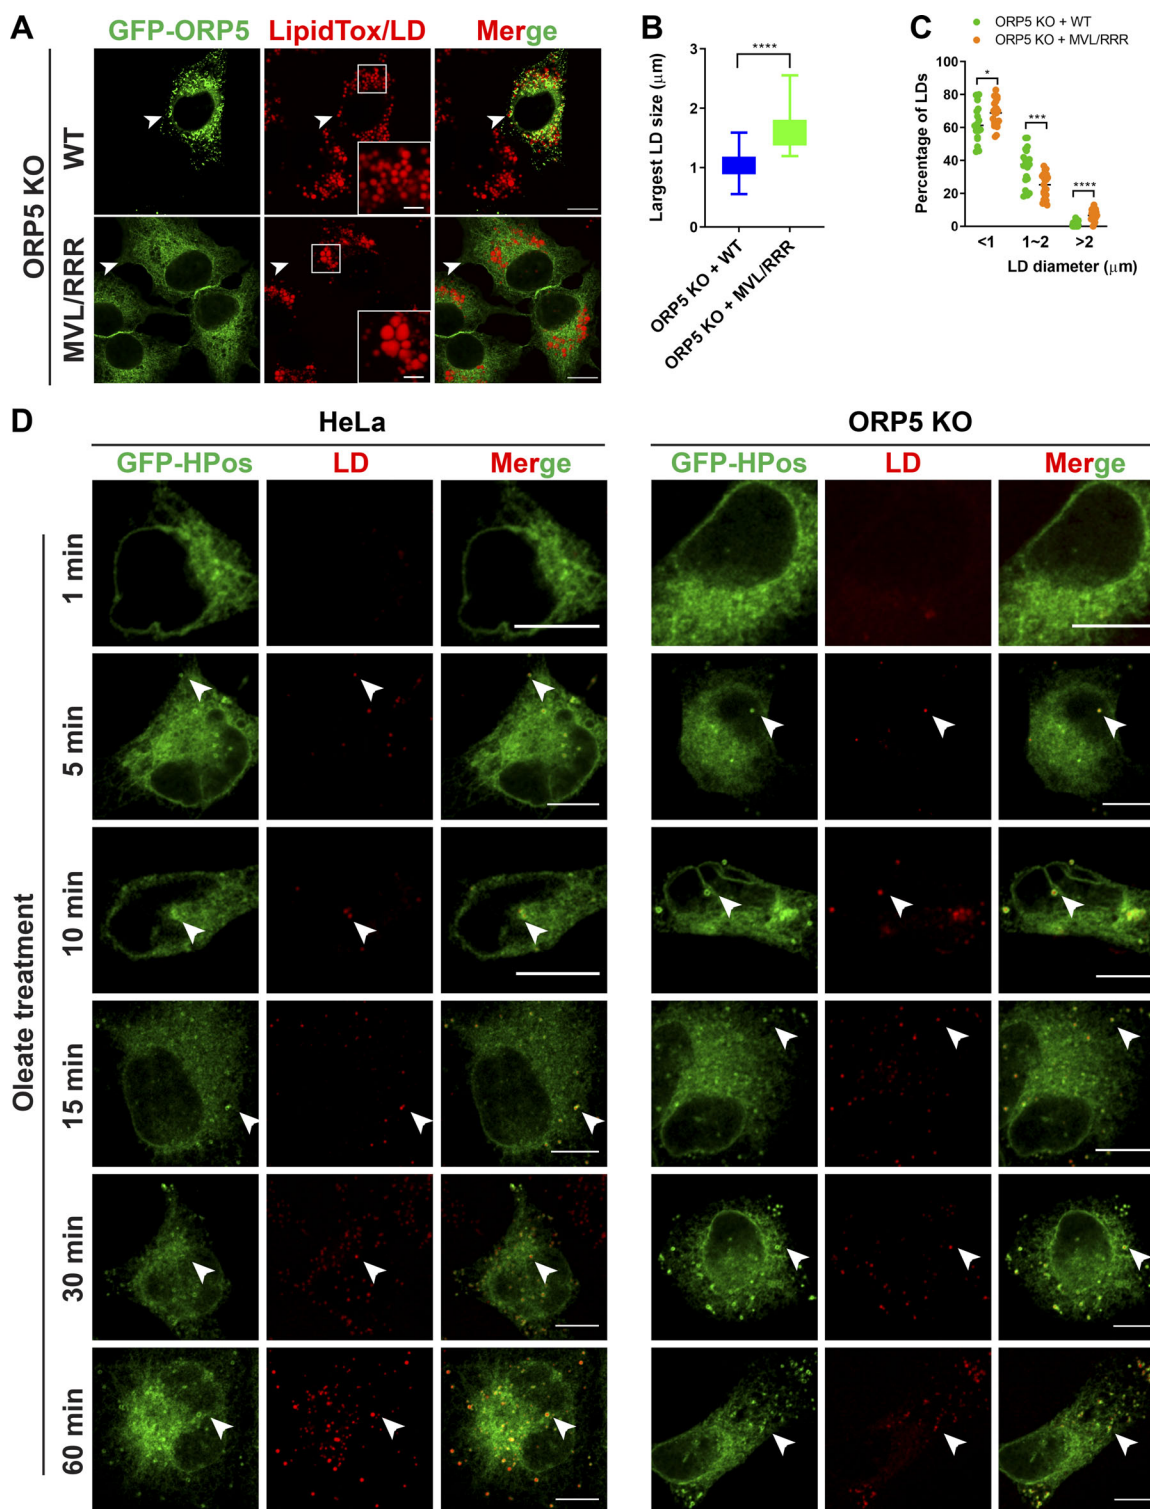 A
GFP-ORP5 LipidTox/LD Merge
ORP5 KO
WT
MVL/RRR
B
Largest LD size (μm)
3
2
1
0
****
ORP5 KO + WT
ORP5 KO + MVL/RRR
C
ORP5 KO + WT
ORP5 KO + MVL/RRR
Percentage of LDs
100
80
60
40
20
0
*
***
****
<1 1~2 >2
LD diameter (μm)
D
HeLa ORP5 KO
GFP-HPos LD Merge GFP-HPos LD Merge
Oleate treatment
1 min
5 min
10 min
15 min
30 min
60 min